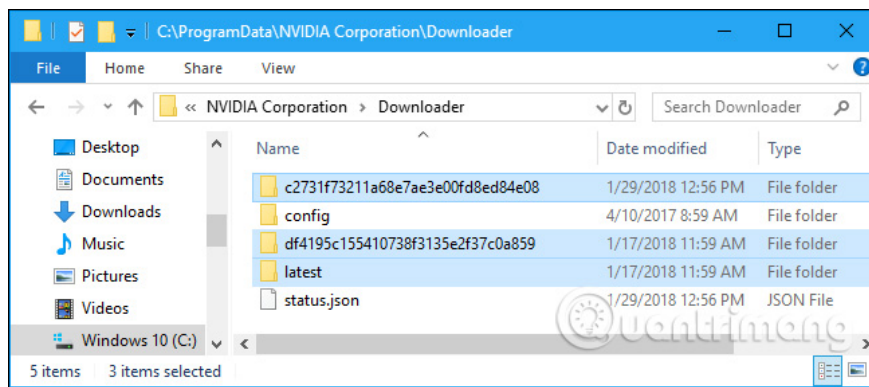 C:\ProgramData\NVIDIA Corporation\Downloader
File Home Share View
« NVIDIA Corporation > Downloader Search Downloader
Desktop
Documents
Downloads
Music
Pictures
Videos
Windows 10 (C:)
Name Date modified Type
c2731f73211a68e7ae3e00fd8ed84e08 1/29/2018 12:56 PM File folder
config 4/10/2017 8:59 AM File folder
df4195c155410738f3135e2f37c0a859 1/17/2018 11:59 AM File folder
latest 1/17/2018 11:59 AM File folder
status.json 1/29/2018 12:56 PM JSON File
Quantrimang
5 items 3 items selected